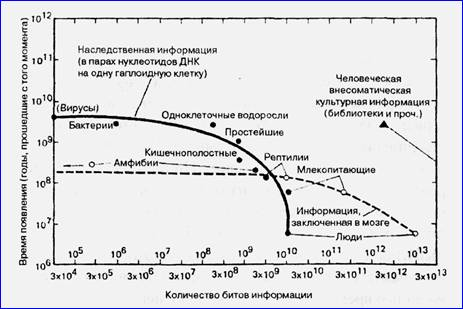 Время появления (годы, прошедшие с того момента)
10¹²
10¹¹
10¹⁰
10⁹
10⁸
10⁷
10⁶
Наследственная информация
(в парах нуклеотидов ДНК
на одну гаплоидную клетку)
Человеческая
внесоматическая
культурная информация
(библиотеки и проч.)
(Вирусы)
Бактерии
Одноклеточные водоросли
Простейшие
Кишечнополостные
Амфибии
Рептилии
Млекопитающие
Информация,
заключенная в мозге
Люди
10⁵ 10⁶ 10⁷ 10⁸ 10⁹ 10¹⁰ 10¹¹ 10¹² 10¹³
3×10⁴ 3×10⁵ 3×10⁶ 3×10⁷ 3×10⁸ 3×10⁹ 3×10¹⁰ 3×10¹¹ 3×10¹² 3×10¹³
Количество битов информации